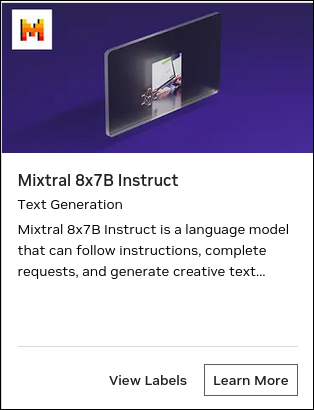 Mixtral 8x7B Instruct
Text Generation
Mixtral 8x7B Instruct is a language model
that can follow instructions, complete
requests, and generate creative text...
View Labels
Learn More